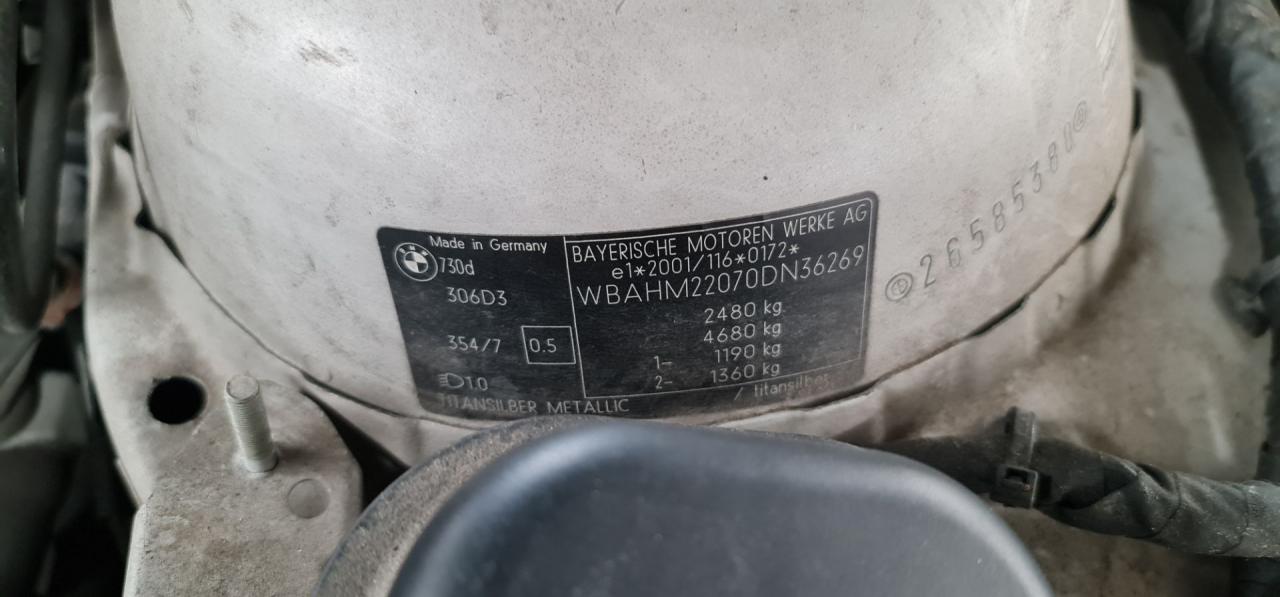 Made in Germany
730d
306D3
354/7 0.5
1.0
TITANSILBER METALLIC
BAYERISCHE MOTOREN WERKE AG
e1*2001/116*0172*
WBAHM22070DN36269
2480 kg
4680 kg
1- 1190 kg
2- 1360 kg
/ titansilber
26585380